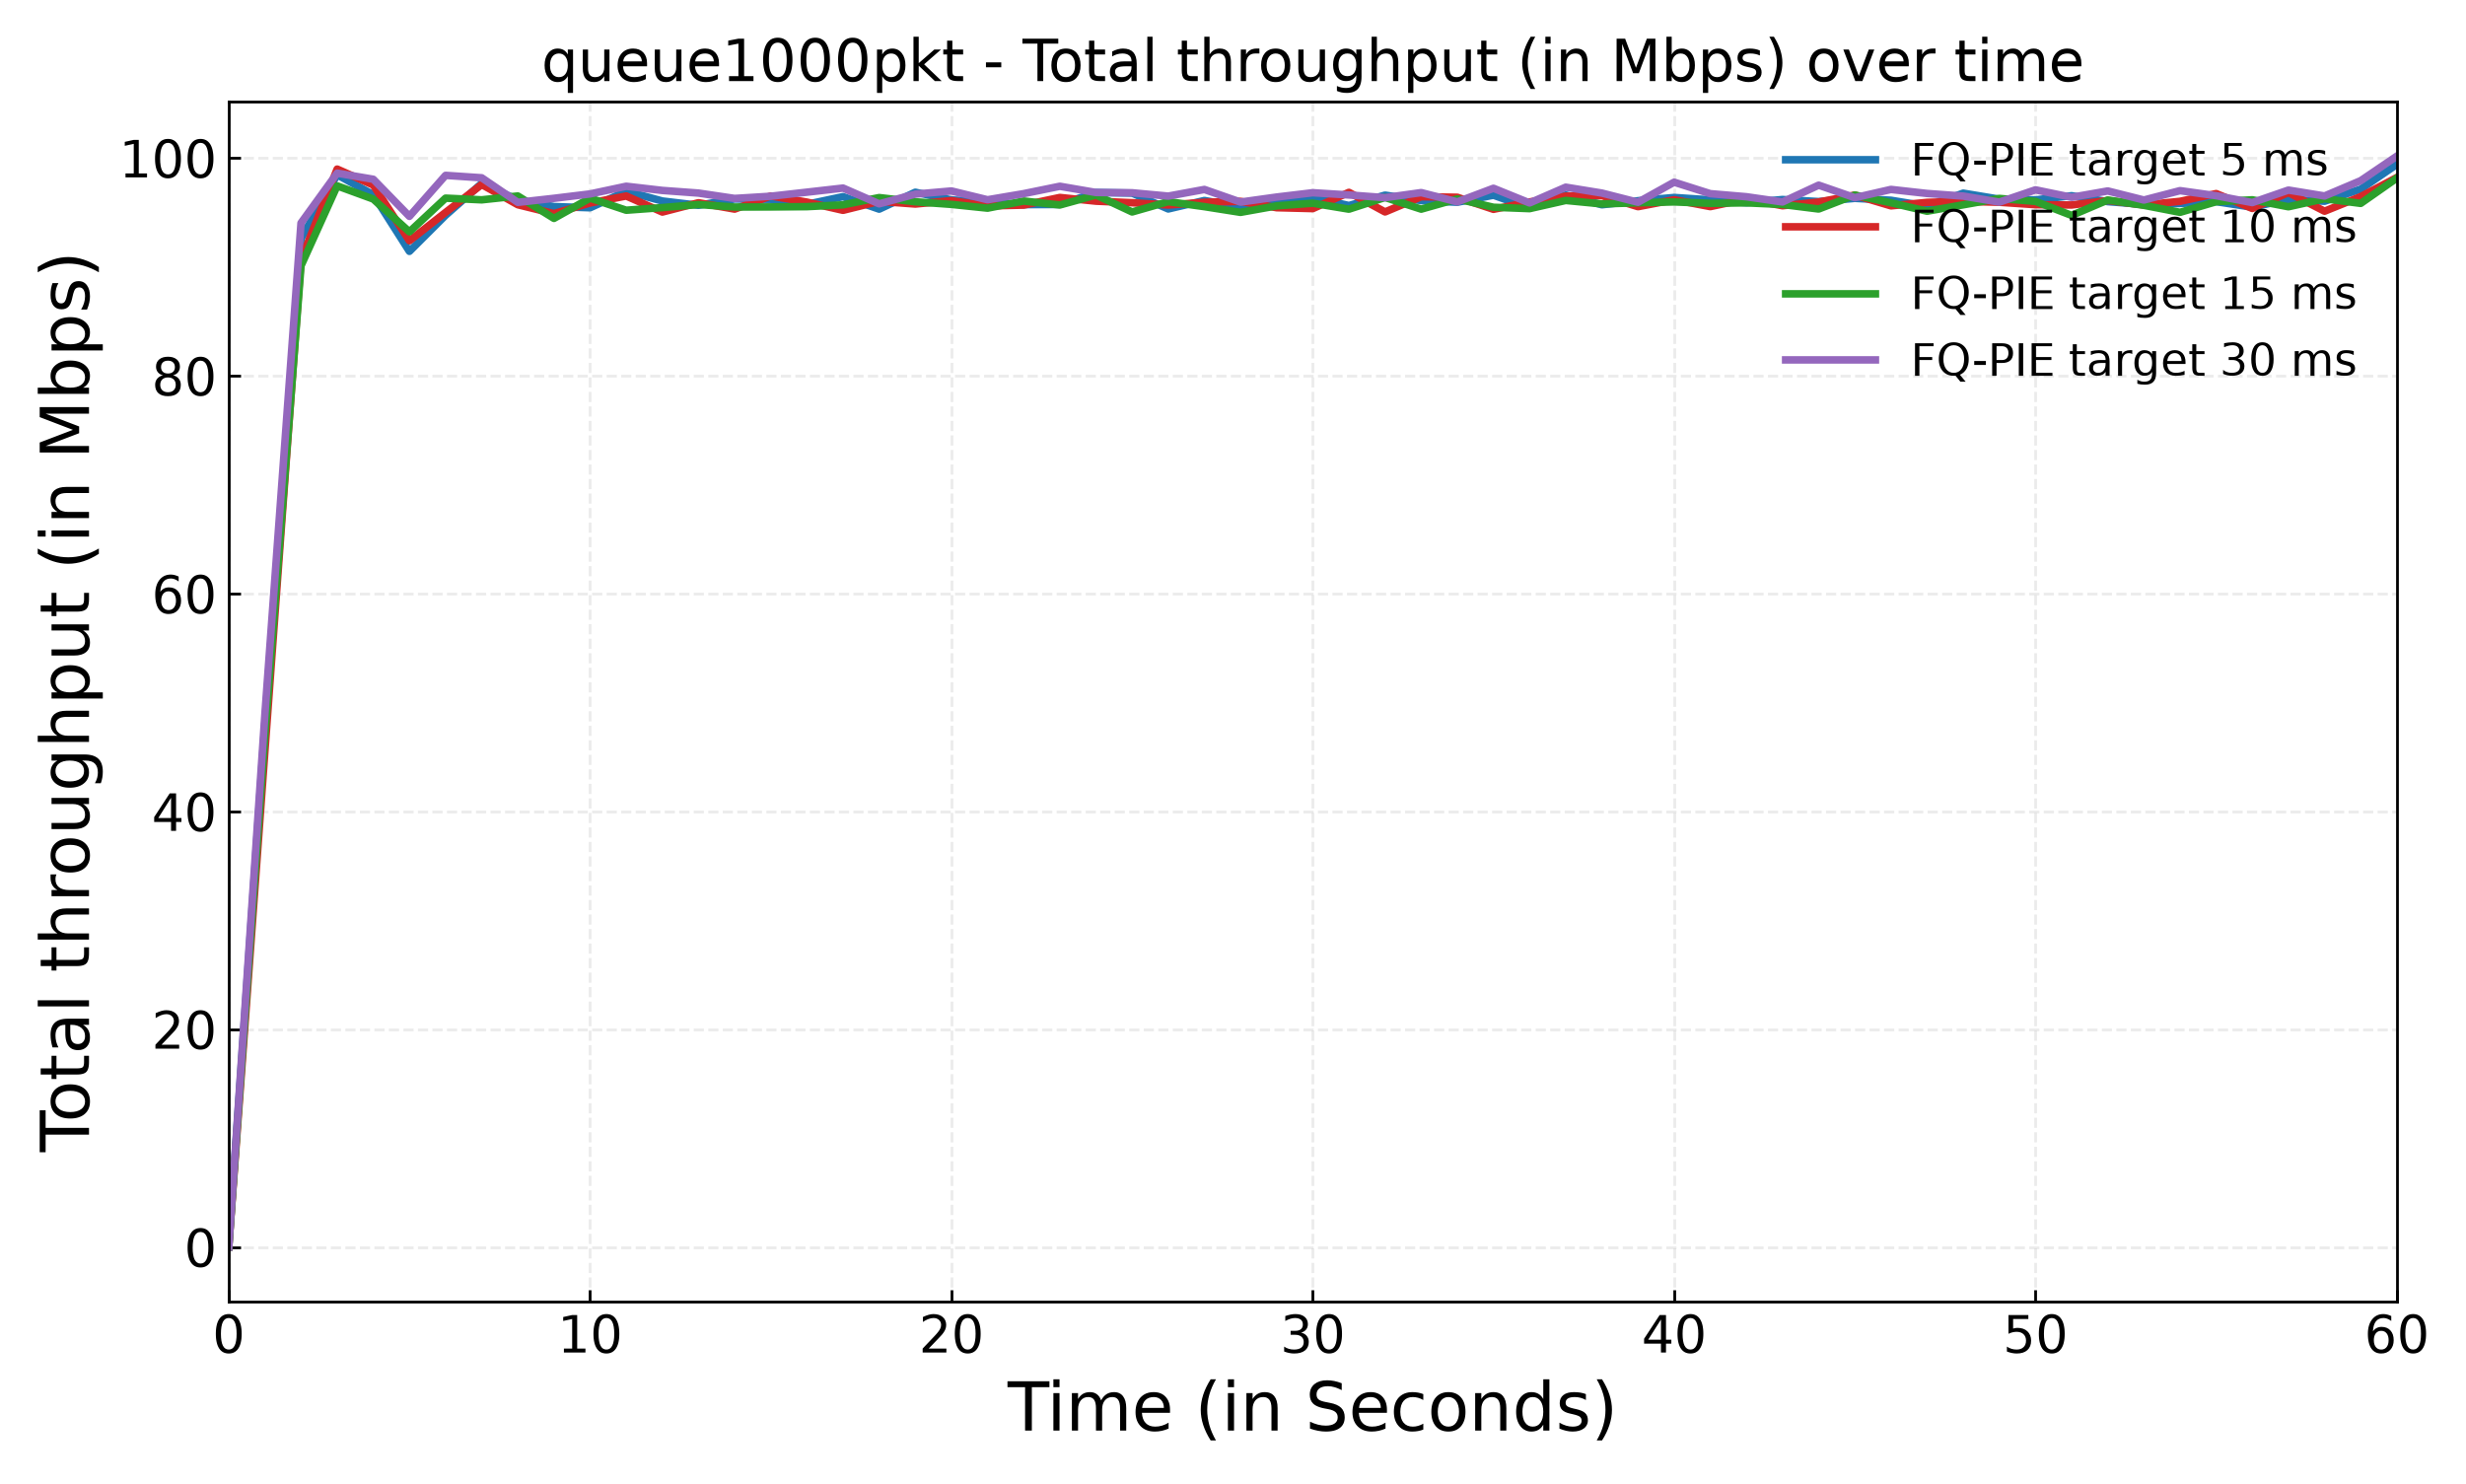 queue1000pkt - Total throughput (in Mbps) over time
Total throughput (in Mbps)
100
80
60
40
20
0
FQ-PIE target 5 ms
FQ-PIE target 10 ms
FQ-PIE target 15 ms
FQ-PIE target 30 ms
0 10 20 30 40 50 60
Time (in Seconds)